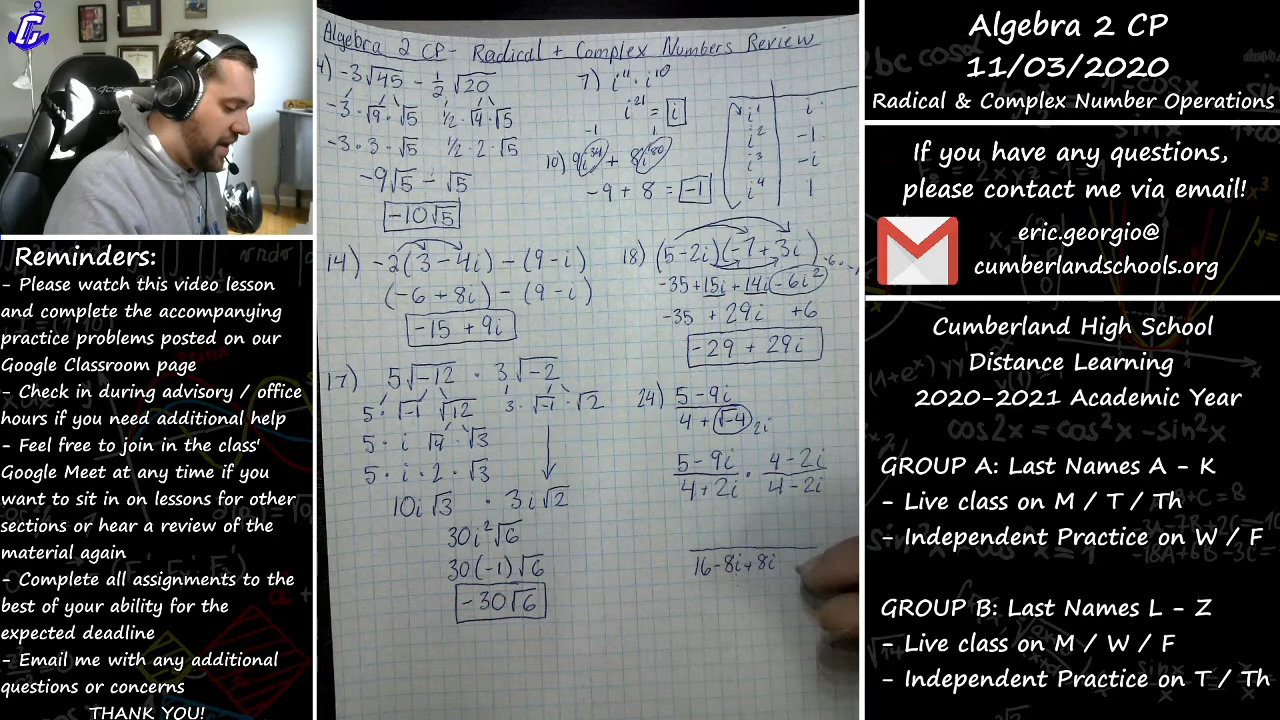 C
Reminders:
- Please watch this video lesson
and complete the accompanying
practice problems posted on our
Google Classroom page
- Check in during advisory / office
hours if you need additional help
- Feel free to join in the class'
Google Meet at any time if you
want to sit in on lessons for other
sections or hear a review of the
material again
- Complete all assignments to the
best of your ability for the
expected deadline
- Email me with any additional
questions or concerns
THANK YOU!
Algebra 2 CP - Radical + Complex Numbers Review
4) -3√45 - 1/2 √20
-3 · √9 · √5 1/2 · √4 · √5
-3 · 3 · √5 1/2 · 2 · √5
-9√5 - √5
-10√5
7) i¹¹ · i¹⁰
i²¹ = i
-1 1
10) 9i³⁴ + 8i⁸⁰
-9 + 8 = -1
i¹ i
i² -1
i³ -i
i⁴ 1
14) -2(3 - 4i) - (9 - i)
(-6 + 8i) - (9 - i)
-15 + 9i
18) (5-2i)(-7+3i)
-35+15i+14i-6i²
-35 +29i +6
-29 + 29i
17) 5√-12 · 3√-2
5 · √-1 √12 3 · √-1 · √2
5 · i √4 · √3
5 · i · 2 · √3
10i√3 · 3i√2
30i²√6
30(-1)√6
-30√6
24) 5-9i
4 + √-4 2i
5-9i · 4-2i
4+2i 4-2i
16-8i+8i
Algebra 2 CP
11/03/2020
Radical & Complex Number Operations
If you have any questions,
please contact me via email!
eric.georgio@
cumberlandschools.org
Cumberland High School
Distance Learning
2020-2021 Academic Year
GROUP A: Last Names A - K
- Live class on M / T / Th
- Independent Practice on W / F
GROUP B: Last Names L - Z
- Live class on M / W / F
- Independent Practice on T / Th